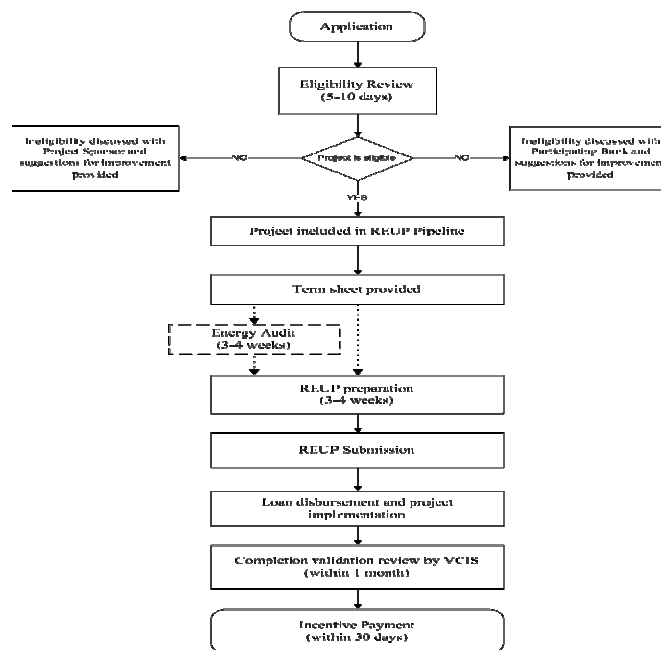 Application
Eligibility Review
(5-10 days)
Ineligibility discussed with
Project Sponsor and
suggestions for improvement
provided
NO
Project is eligible
NO
Ineligibility discussed with
Participating Bank and
suggestions for improvement
provided
YES
Project included in REUP Pipeline
Term sheet provided
Energy Audit
(3-4 weeks)
REUP preparation
(3-4 weeks)
REUP Submission
Loan disbursement and project
implementation
Completion validation review by VCIS
(within 1 month)
Incentive Payment
(within 30 days)